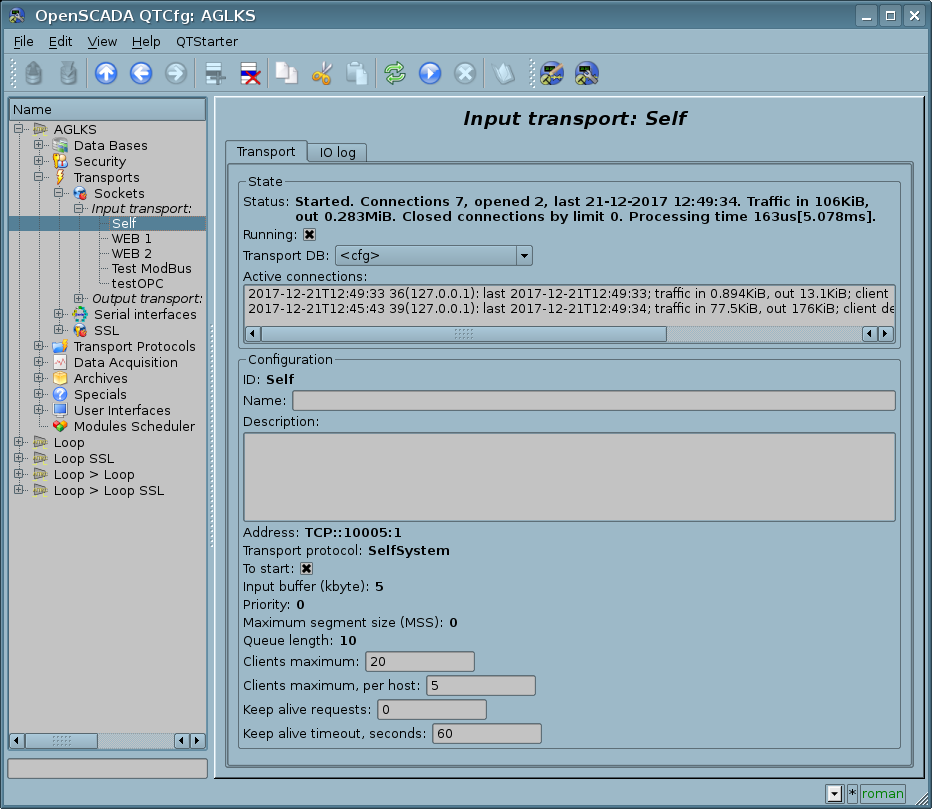 OpenSCADA QTCfg: AGLKS
File Edit View Help QTStarter
Name
AGLKS
Data Bases
Security
Transports
Sockets
Input transport:
Self
WEB 1
WEB 2
Test ModBus
testOPC
Output transport:
Serial interfaces
SSL
Transport Protocols
Data Acquisition
Archives
Specials
User Interfaces
Modules Scheduler
Loop
Loop SSL
Loop > Loop
Loop > Loop SSL
Input transport: Self
Transport IO log
State
Status: Started. Connections 7, opened 2, last 21-12-2017 12:49:34. Traffic in 106KiB,
out 0.283MiB. Closed connections by limit 0. Processing time 163us[5.078ms].
Running:
Transport DB: <cfg>
Active connections:
2017-12-21T12:49:33 36(127.0.0.1): last 2017-12-21T12:49:33; traffic in 0.894KiB, out 13.1KiB; client
2017-12-21T12:45:43 39(127.0.0.1): last 2017-12-21T12:49:34; traffic in 77.5KiB, out 176KiB; client de
Configuration
ID: Self
Name:
Description:
Address: TCP::10005:1
Transport protocol: SelfSystem
To start:
Input buffer (kbyte): 5
Priority: 0
Maximum segment size (MSS): 0
Queue length: 10
Clients maximum: 20
Clients maximum, per host: 5
Keep alive requests: 0
Keep alive timeout, seconds: 60
* roman